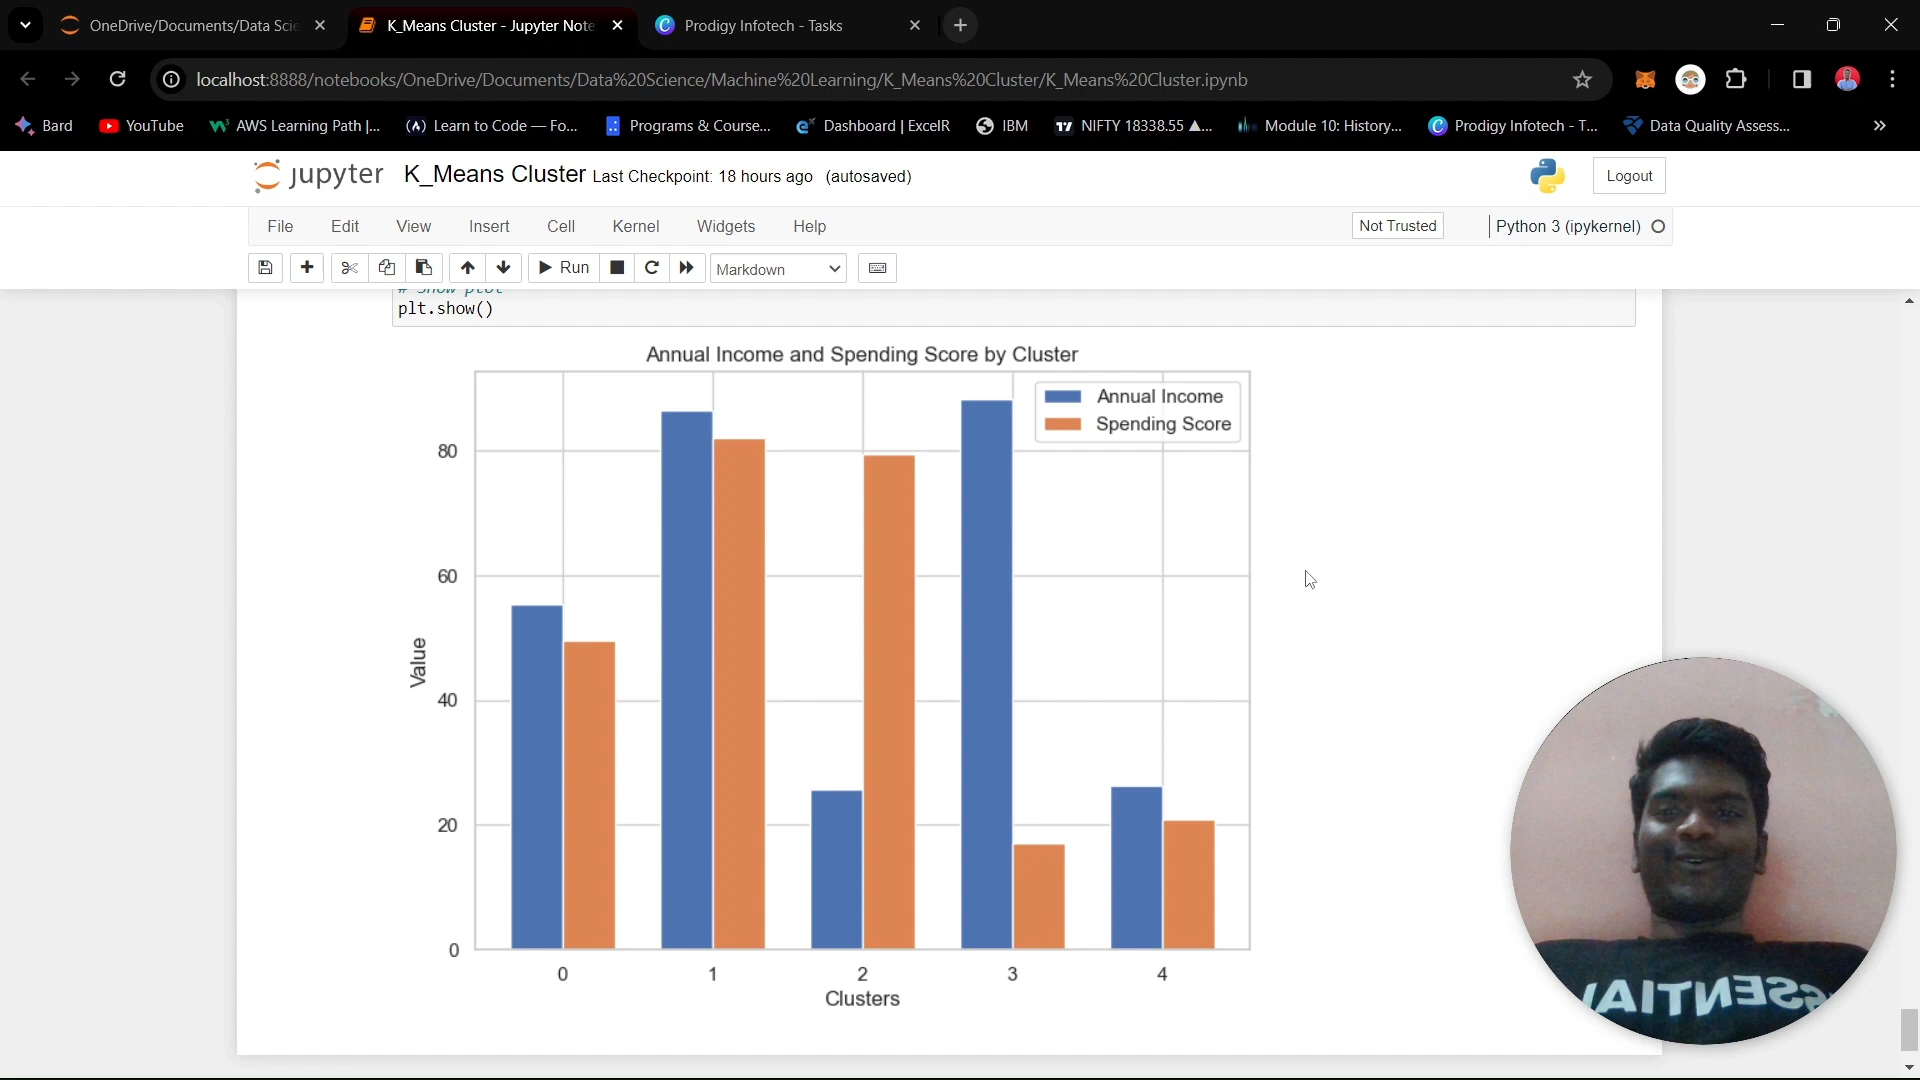 OneDrive/Documents/Data Scie
K_Means Cluster - Jupyter Note
Prodigy Infotech - Tasks
localhost:8888/notebooks/OneDrive/Documents/Data%20Science/Machine%20Learning/K_Means%20Cluster/K_Means%20Cluster.ipynb
Bard
YouTube
AWS Learning Path |...
Learn to Code — Fo...
Programs & Course...
Dashboard | ExcelR
IBM
NIFTY 18338.55 ▲...
Module 10: History...
Prodigy Infotech - T...
Data Quality Assess...
jupyter
K_Means Cluster Last Checkpoint: 18 hours ago (autosaved)
Logout
File Edit View Insert Cell Kernel Widgets Help
Not Trusted
Python 3 (ipykernel)
Run
Markdown
# Show plot
plt.show()
Annual Income and Spending Score by Cluster
Annual Income
Spending Score
80
60
40
20
0
Value
0 1 2 3 4
Clusters
SSENTIA